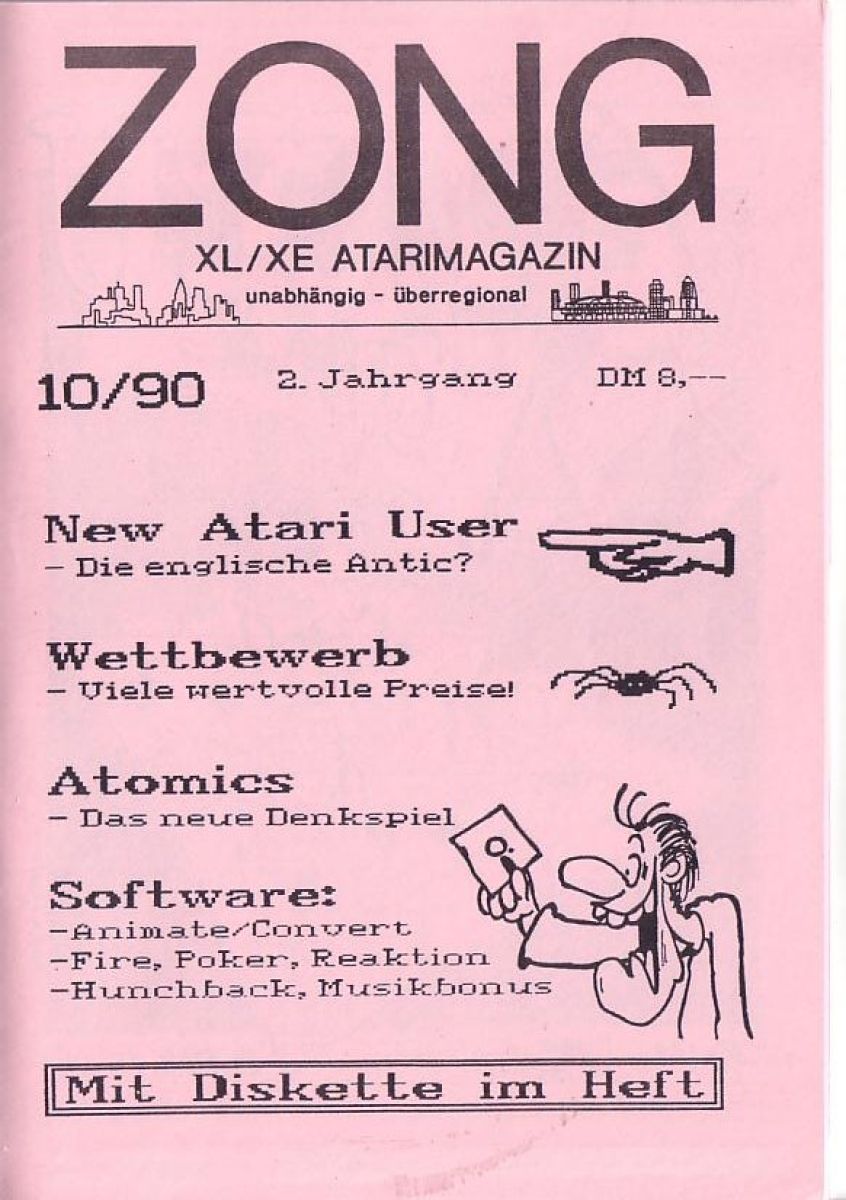 ZONG
XL/XE ATARIMAGAZIN
unabhängig - überregional
10/90 2. Jahrgang DM 8,--
New Atari User
- Die englische Antic?
Wettbewerb
- Viele wertvolle Preise!
Atomics
- Das neue Denkspiel
Software:
-Animate/Convert
-Fire, Poker, Reaktion
-Hunchback, Musikbonus
Mit Diskette im Heft